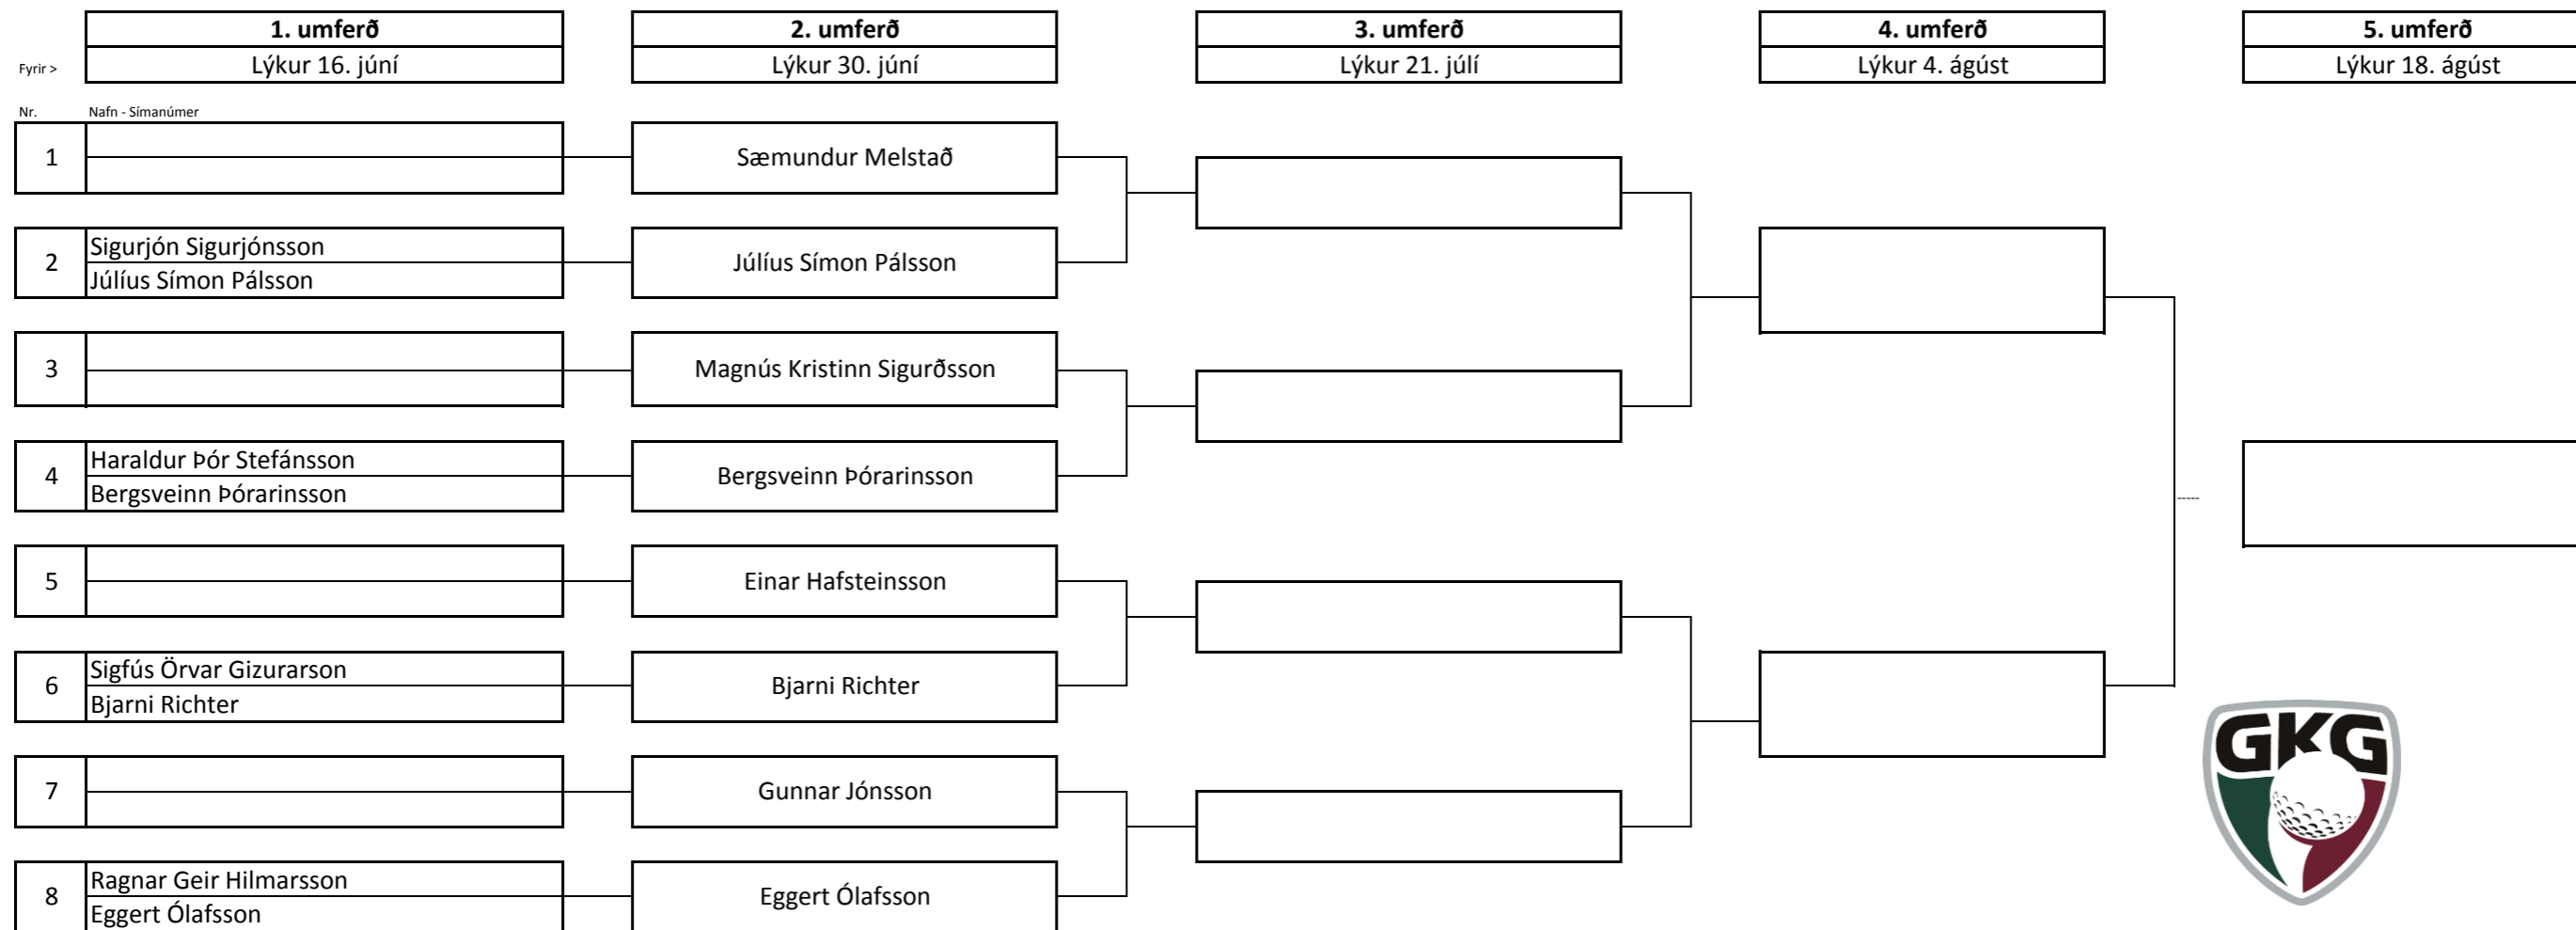 1. umferð
2. umferð
3. umferð
4. umferð
5. umferð
Fyrir >
Lýkur 16. júní
Lýkur 30. júní
Lýkur 21. júlí
Lýkur 4. ágúst
Lýkur 18. ágúst
Nr.
Nafn - Símanúmer
1
Sæmundur Melstað
2
Sigurjón Sigurjónsson
Júlíus Símon Pálsson
Júlíus Símon Pálsson
3
Magnús Kristinn Sigurðsson
4
Haraldur Þór Stefánsson
Bergsveinn Þórarinsson
Bergsveinn Þórarinsson
-----
5
Einar Hafsteinsson
6
Sigfús Örvar Gizurarson
Bjarni Richter
Bjarni Richter
7
Gunnar Jónsson
GKG
8
Ragnar Geir Hilmarsson
Eggert Ólafsson
Eggert Ólafsson